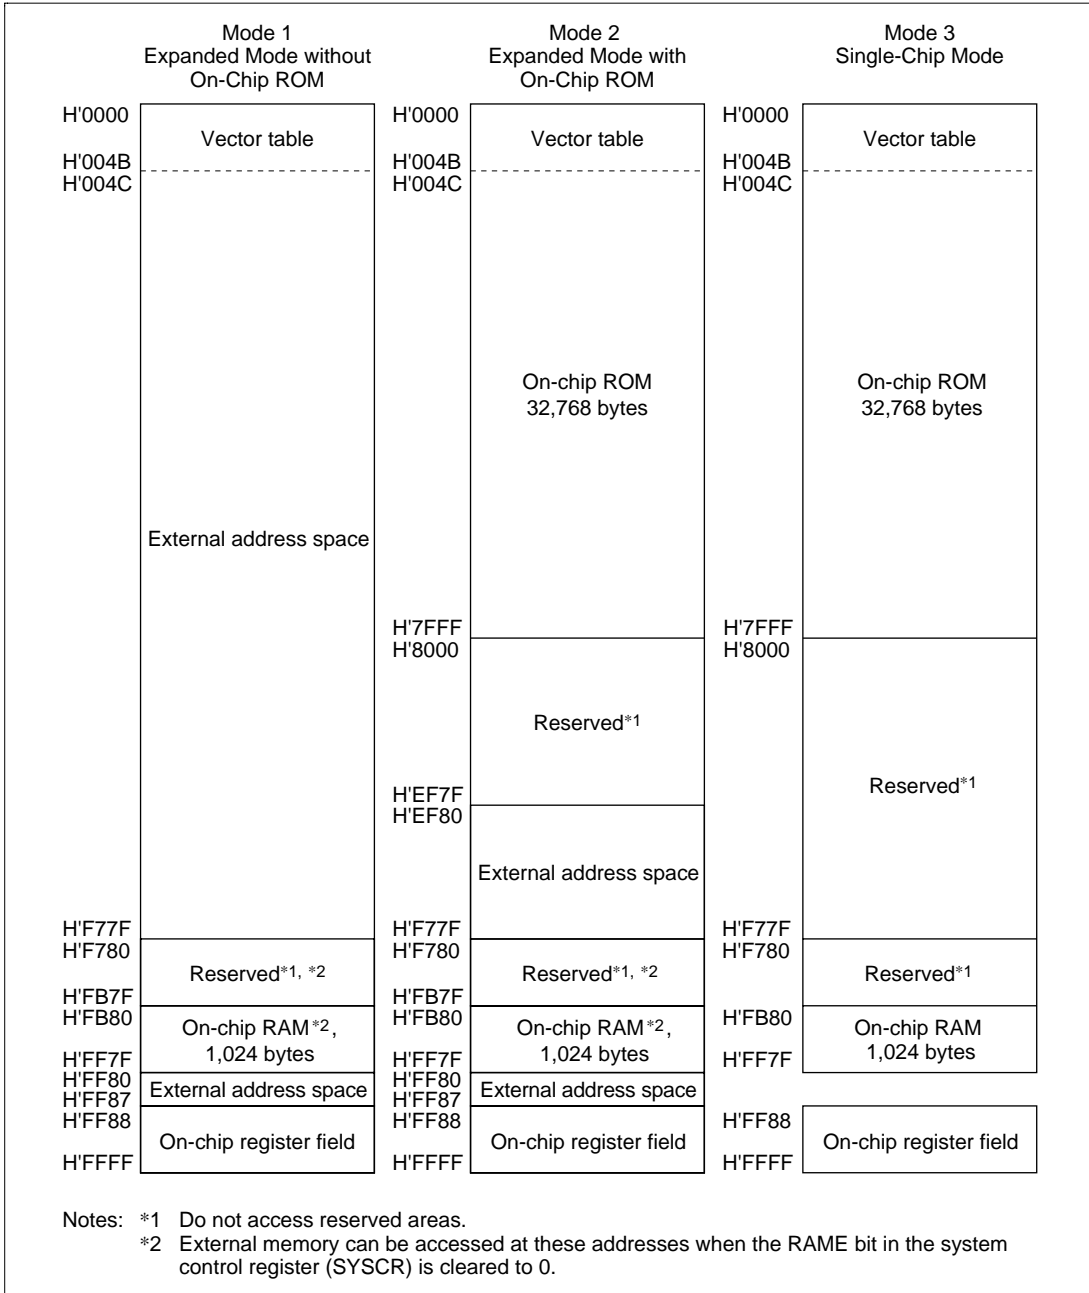 Mode 1
Expanded Mode without
On-Chip ROM
H'0000
Vector table
H'004B
H'004C
External address space
H'F77F
H'F780
Reserved*1, *2
H'FB7F
H'FB80
On-chip RAM*2,
1,024 bytes
H'FF7F
H'FF80
External address space
H'FF87
H'FF88
On-chip register field
H'FFFF
Mode 2
Expanded Mode with
On-Chip ROM
H'0000
Vector table
H'004B
H'004C
On-chip ROM
32,768 bytes
H'7FFF
H'8000
Reserved*1
H'EF7F
H'EF80
External address space
H'F77F
H'F780
Reserved*1, *2
H'FB7F
H'FB80
On-chip RAM*2,
1,024 bytes
H'FF7F
H'FF80
External address space
H'FF87
H'FF88
On-chip register field
H'FFFF
Mode 3
Single-Chip Mode
H'0000
Vector table
H'004B
H'004C
On-chip ROM
32,768 bytes
H'7FFF
H'8000
Reserved*1
H'F77F
H'F780
Reserved*1
H'FB80
On-chip RAM
1,024 bytes
H'FF7F
H'FF88
On-chip register field
H'FFFF
Notes: *1 Do not access reserved areas.
*2 External memory can be accessed at these addresses when the RAME bit in the system
control register (SYSCR) is cleared to 0.